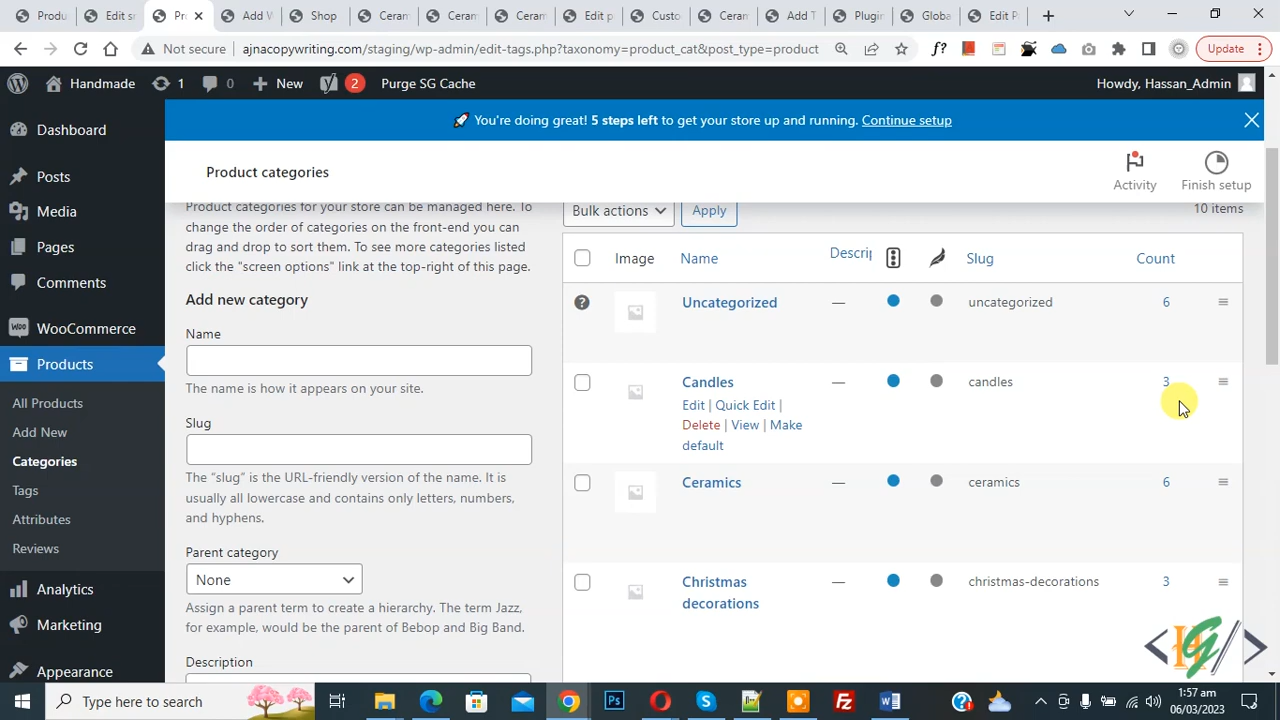 Produ
Edit sr
Pr
Add V
Shop
Ceram
Ceram
Ceram
Edit p
Custo
Ceram
Add T
Plugin
Globa
Edit P
Not secure
ajnacopywriting.com/staging/wp-admin/edit-tags.php?taxonomy=product_cat&post_type=product
f?
Update
Handmade
1
0
New
2
Purge SG Cache
Howdy, Hassan_Admin
Dashboard
Posts
Media
Pages
Comments
WooCommerce
Products
All Products
Add New
Categories
Tags
Attributes
Reviews
Analytics
Marketing
Appearance
You're doing great! 5 steps left to get your store up and running. Continue setup
Product categories
Activity
Finish setup
Product categories for your store can be managed here. To
change the order of categories on the front-end you can
drag and drop to sort them. To see more categories listed
click the "screen options" link at the top-right of this page.
Add new category
Name
The name is how it appears on your site.
Slug
The “slug” is the URL-friendly version of the name. It is
usually all lowercase and contains only letters, numbers,
and hyphens.
Parent category
None
Assign a parent term to create a hierarchy. The term Jazz,
for example, would be the parent of Bebop and Big Band.
Description
Bulk actions
Apply
10 items
Image Name Descrip Slug Count
Uncategorized — uncategorized 6
Candles — candles 3
Edit | Quick Edit |
Delete | View | Make
default
Ceramics — ceramics 6
Christmas
decorations — christmas-decorations 3
< H G / >
Type here to search
1:57 am
06/03/2023